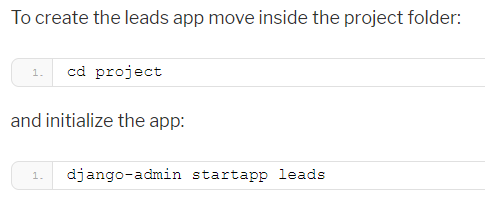 To create the leads app move inside the project folder:
1. cd project
and initialize the app:
1. django-admin startapp leads